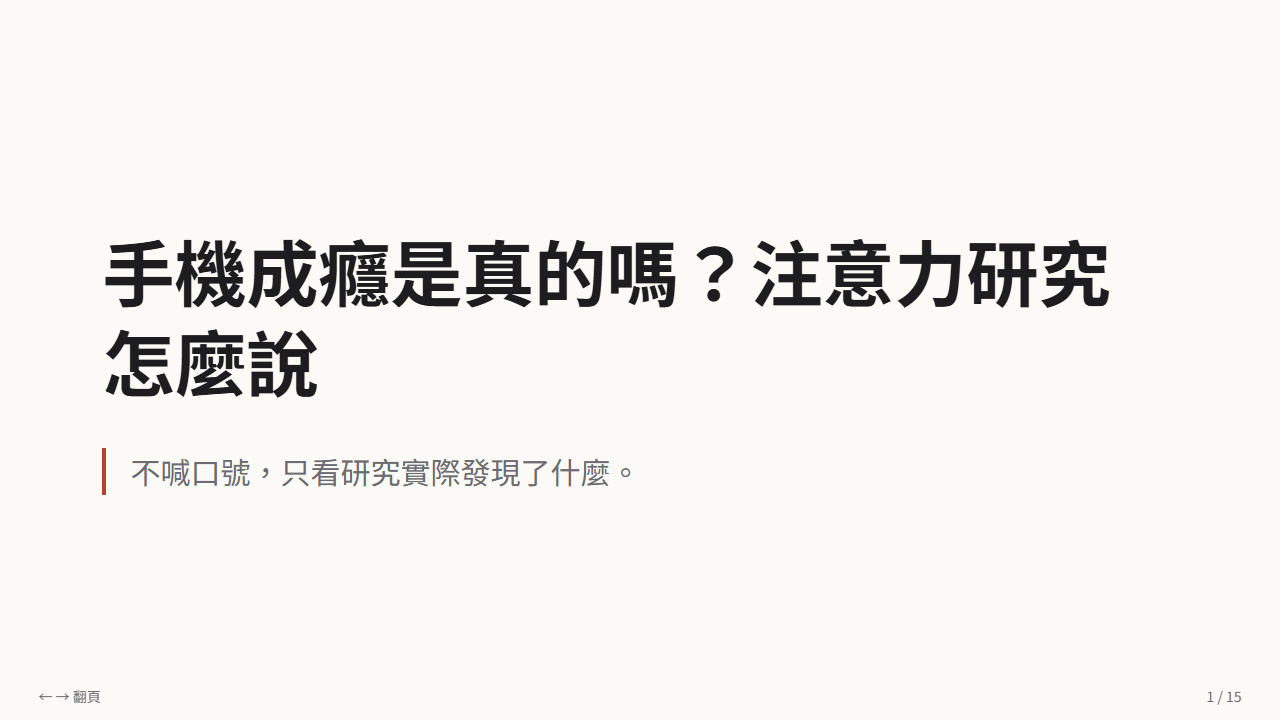 手機成癮是真的嗎？注意力研究
怎麼說
不喊口號，只看研究實際發現了什麼。
←→ 翻頁
1 / 15